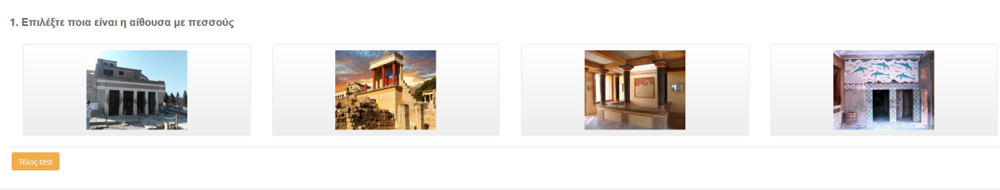 1. Επιλέξτε ποια είναι η αίθουσα με πεσσούς
Τέλος test